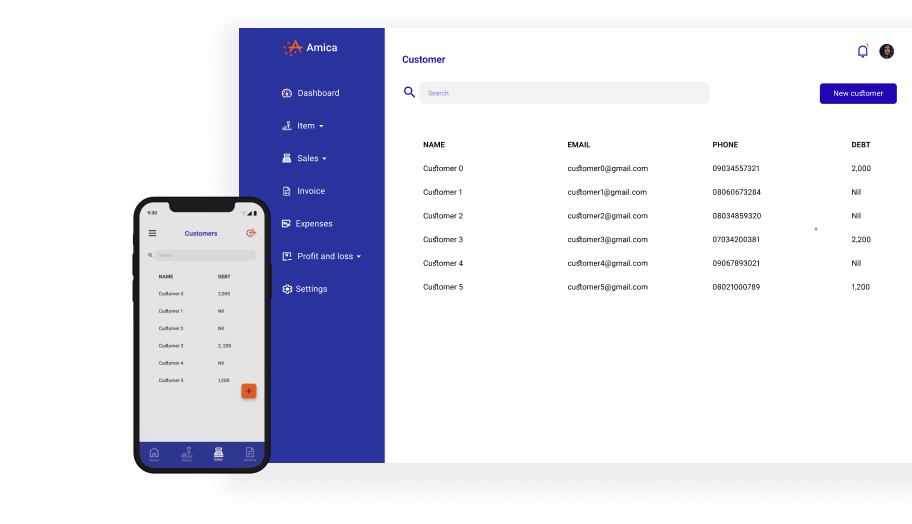 Amica
Dashboard
Item
Sales
Invoice
Expenses
Profit and loss
Settings
Customer
Search
New customer
NAME EMAIL PHONE DEBT
Customer 0 customer0@gmail.com 09034557321 2,000
Customer 1 customer1@gmail.com 08060673284 Nil
Customer 2 customer2@gmail.com 08034859320 Nil
Customer 3 customer3@gmail.com 07034200381 2,200
Customer 4 customer4@gmail.com 09067893021 Nil
Customer 5 customer5@gmail.com 08021000789 1,200
9:30
Customers
Search
NAME DEBT
Customer 0 2,000
Customer 1 Nil
Customer 2 Nil
Customer 3 2, 200
Customer 4 Nil
Customer 5 1,200
Sales